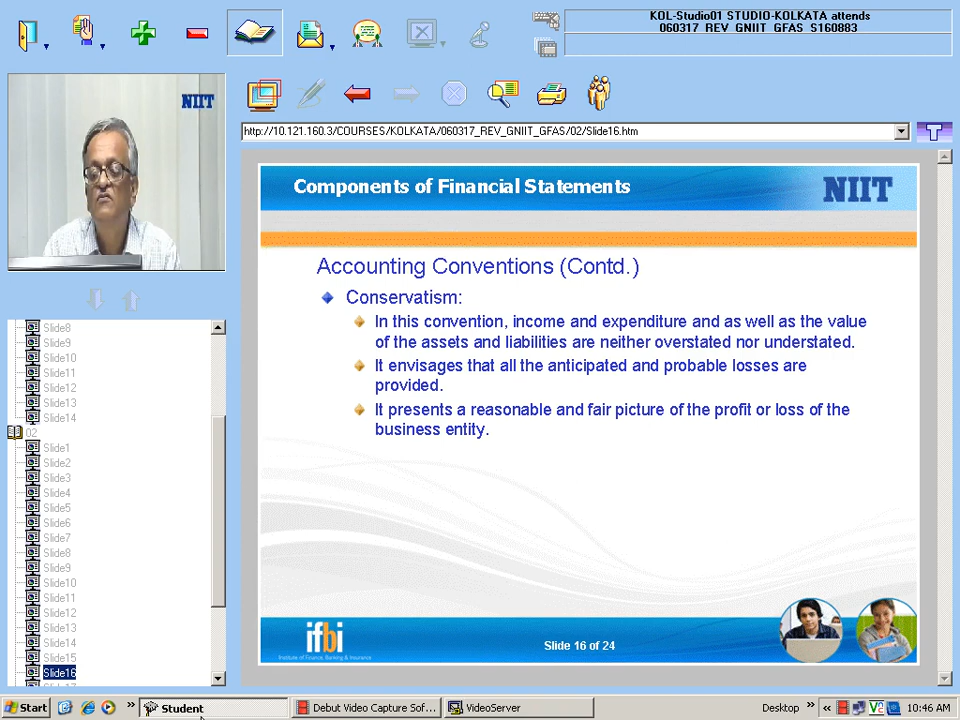 KOL-Studio01 STUDIO-KOLKATA attends
060317_REV_GNIIT_GFAS_S160883
NIIT
http://10.121.160.3/COURSES/KOLKATA/060317_REV_GNIIT_GFAS/02/Slide16.htm
T
Components of Financial Statements
NIIT
Accounting Conventions (Contd.)
Conservatism:
In this convention, income and expenditure and as well as the value
of the assets and liabilities are neither overstated nor understated.
It envisages that all the anticipated and probable losses are
provided.
It presents a reasonable and fair picture of the profit or loss of the
business entity.
ifbi
Institute of Finance, Banking & Insurance
Slide 16 of 24
Slide8
Slide9
Slide10
Slide11
Slide12
Slide13
Slide14
02
Slide1
Slide2
Slide3
Slide4
Slide5
Slide6
Slide7
Slide8
Slide9
Slide10
Slide11
Slide12
Slide13
Slide14
Slide15
Slide16
Start
Student
Debut Video Capture Sof...
VideoServer
Desktop
10:46 AM